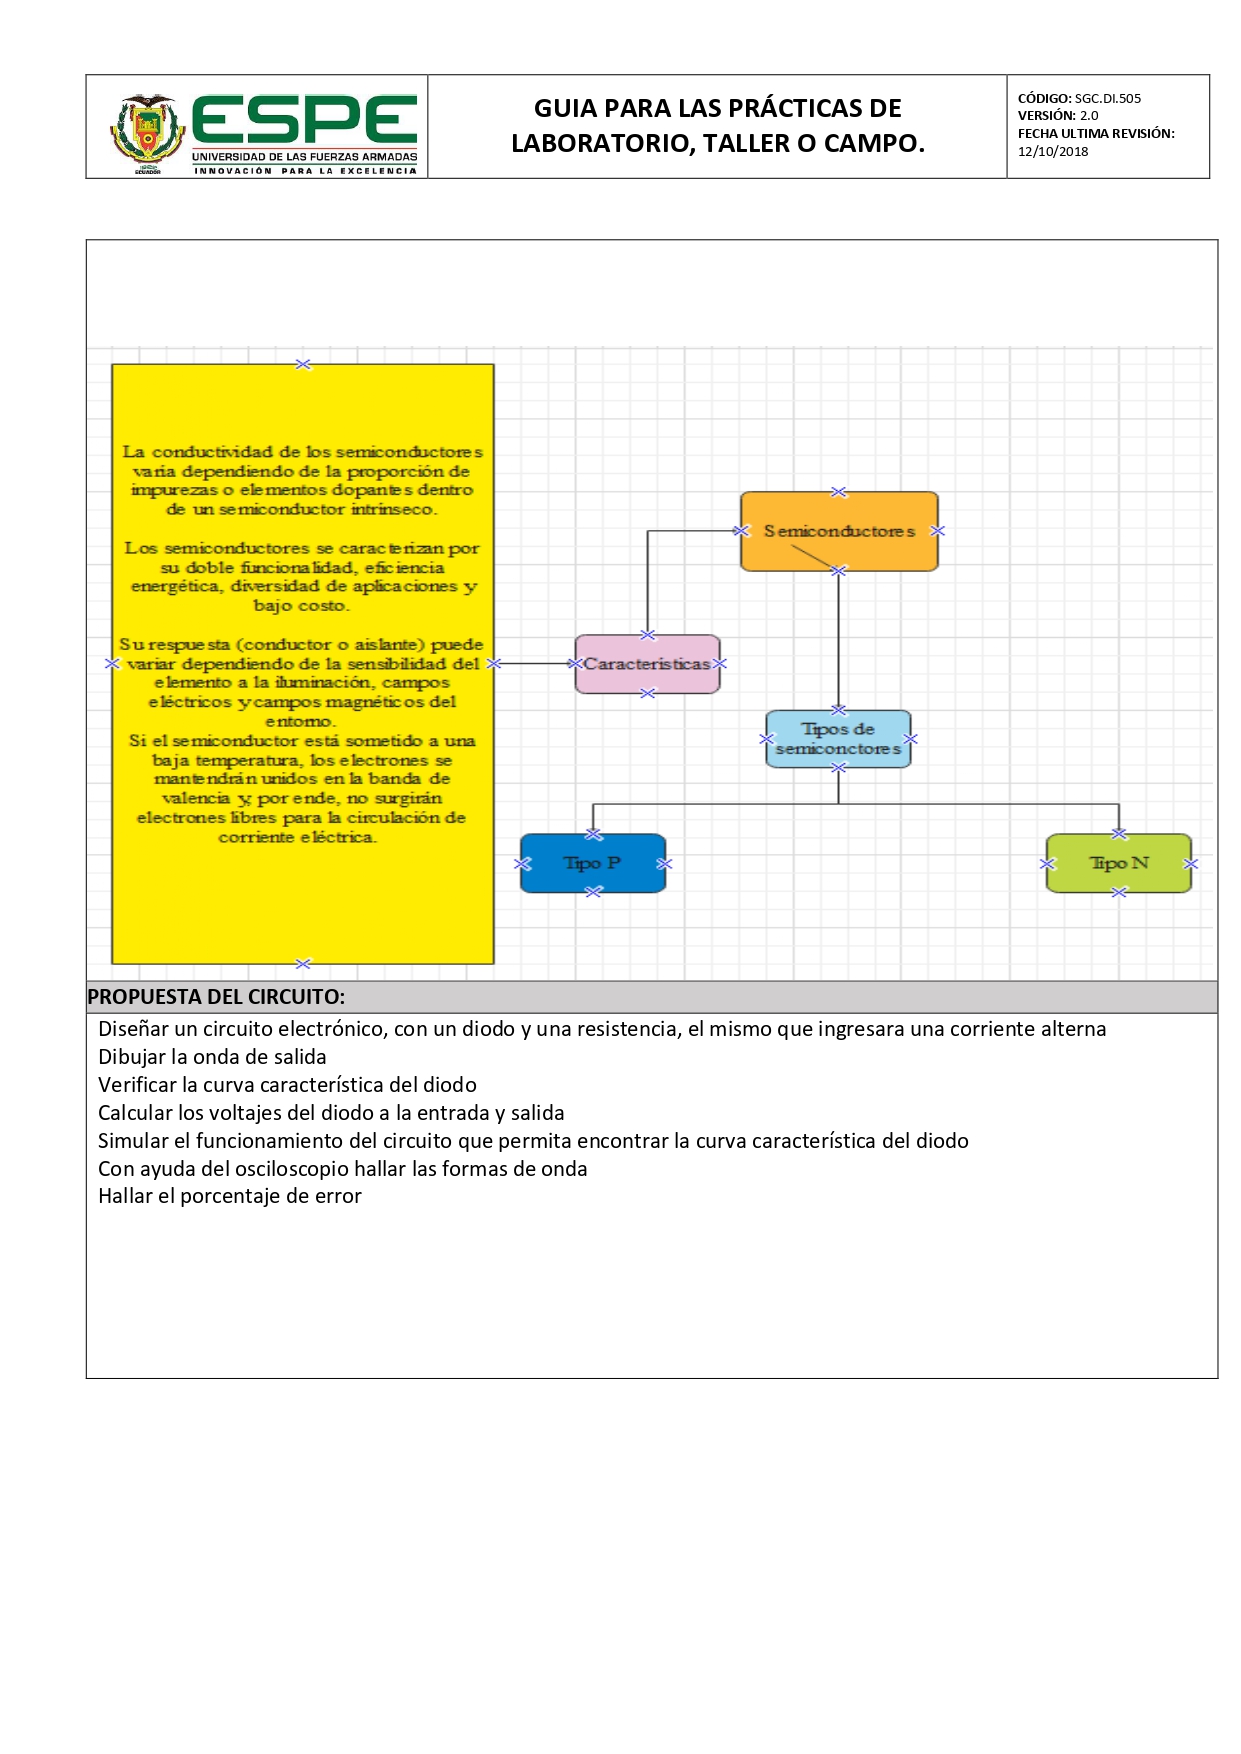 ESPE
UNIVERSIDAD DE LAS FUERZAS ARMADAS
INNOVACIÓN PARA LA EXCELENCIA
ECUADOR
GUIA PARA LAS PRÁCTICAS DE
LABORATORIO, TALLER O CAMPO.
CÓDIGO: SGC.DI.505
VERSIÓN: 2.0
FECHA ULTIMA REVISIÓN:
12/10/2018
La conductividad de los semiconductores
varía dependiendo de la proporción de
impurezas o elementos dopantes dentro
de un semiconductor intrínseco.
Los semiconductores se caracterizan por
su doble funcionalidad, eficiencia
energética, diversidad de aplicaciones y
bajo costo.
Su respuesta (conductor o aislante) puede
variar dependiendo de la sensibilidad del
elemento a la iluminación, campos
eléctricos y campos magnéticos del
entorno.
Si el semiconductor está sometido a una
baja temperatura, los electrones se
mantendrán unidos en la banda de
valencia y, por ende, no surgirán
electrones libres para la circulación de
corriente eléctrica.
Semiconductores
Características
Tipos de
semiconctores
Tipo P
Tipo N
PROPUESTA DEL CIRCUITO:
Diseñar un circuito electrónico, con un diodo y una resistencia, el mismo que ingresara una corriente alterna
Dibujar la onda de salida
Verificar la curva característica del diodo
Calcular los voltajes del diodo a la entrada y salida
Simular el funcionamiento del circuito que permita encontrar la curva característica del diodo
Con ayuda del osciloscopio hallar las formas de onda
Hallar el porcentaje de error